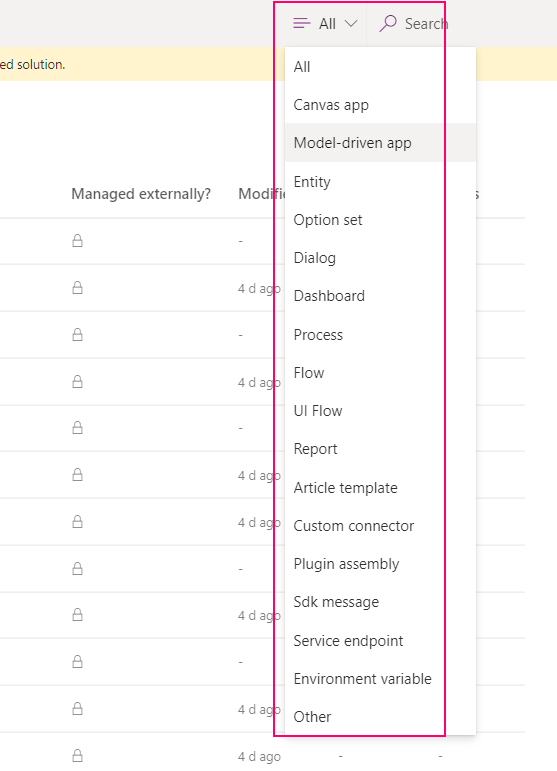 All
Search
ed solution.
All
Canvas app
Model-driven app
Managed externally?
Modifie
Entity
s
Option set
-
Dialog
4 d ago
Dashboard
-
Process
4 d ago
Flow
UI Flow
-
Report
4 d ago
Article template
4 d ago
Custom connector
-
Plugin assembly
4 d ago
Sdk message
Service endpoint
-
Environment variable
4 d ago
Other
4 d ago - -